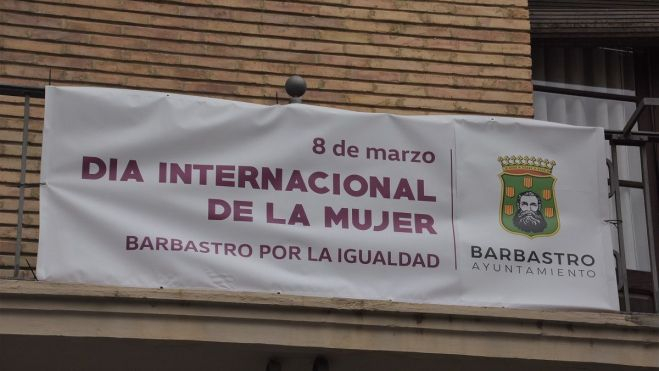 8 de marzo
DIA INTERNACIONAL
DE LA MUJER
BARBASTRO POR LA IGUALDAD
BARBASTRO
AYUNTAMIENTO